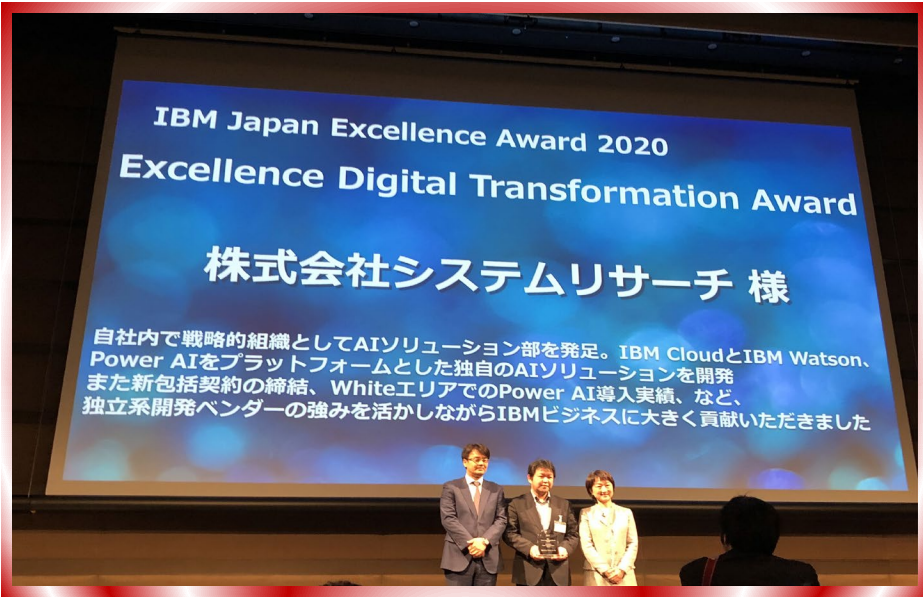 IBM Japan Excellence Award 2020
Excellence Digital Transformation Award
株式会社システムリサーチ 様
自社内で戦略的組織としてAIソリューション部を発足。IBM CloudとIBM Watson、
Power AIをプラットフォームとした独自のAIソリューションを開発
また新包括契約の締結、WhiteエリアでのPower AI導入実績、など、
独立系開発ベンダーの強みを活かしながらIBMビジネスに大きく貢献いただきました